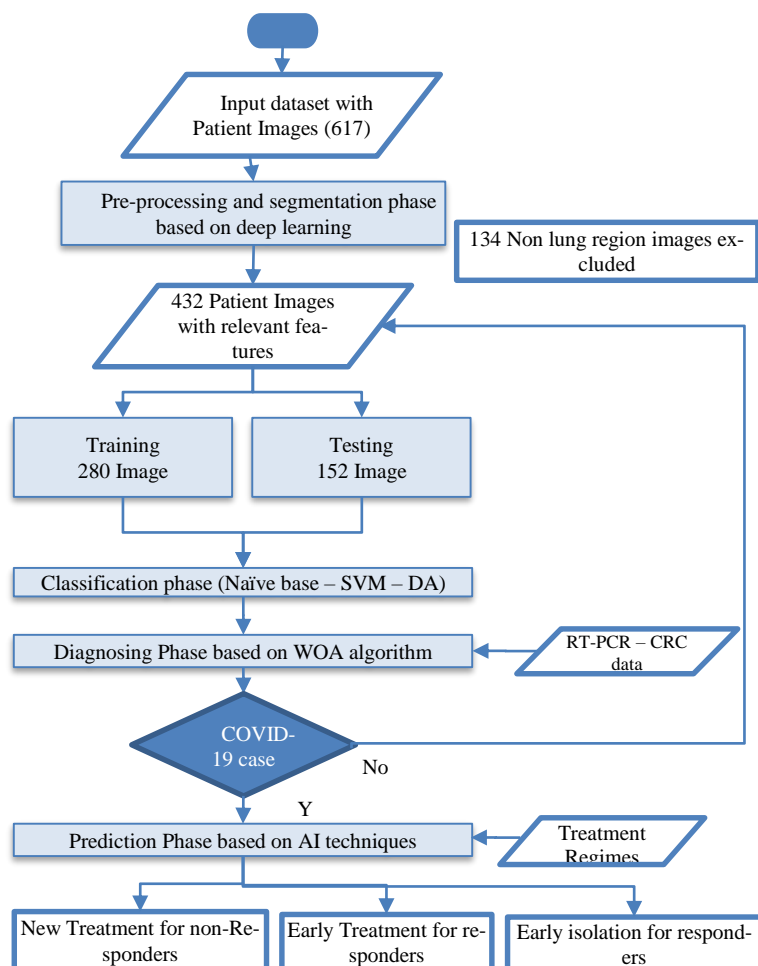 Input dataset with
Patient Images (617)
Pre-processing and segmentation phase
based on deep learning
134 Non lung region images ex-
cluded
432 Patient Images
with relevant fea-
tures
Training
280 Image
Testing
152 Image
Classification phase (Naïve base – SVM – DA)
Diagnosing Phase based on WOA algorithm
RT-PCR – CRC
data
COVID-
19 case
No
Y
Prediction Phase based on AI techniques
Treatment
Regimes
New Treatment for non-Re-
sponders
Early Treatment for re-
sponders
Early isolation for respond-
ers